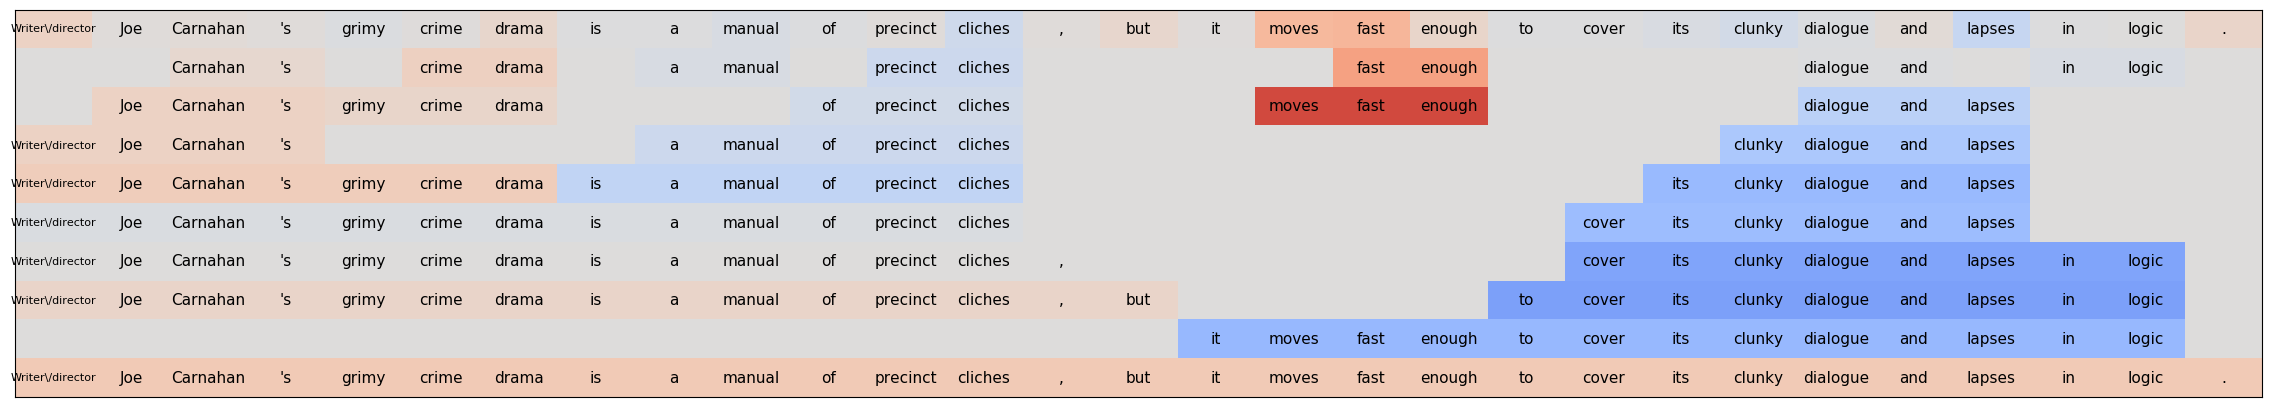 Writer\/director Joe Carnahan 's grimy crime drama is a manual of precinct cliches , but it moves fast enough to cover its clunky dialogue and lapses in logic .
Carnahan 's crime drama a manual precinct cliches fast enough dialogue and in logic
Joe Carnahan 's grimy crime drama of precinct cliches moves fast enough dialogue and lapses
Writer\/director Joe Carnahan 's a manual of precinct cliches clunky dialogue and lapses
Writer\/director Joe Carnahan 's grimy crime drama is a manual of precinct cliches its clunky dialogue and lapses
Writer\/director Joe Carnahan 's grimy crime drama is a manual of precinct cliches cover its clunky dialogue and lapses
Writer\/director Joe Carnahan 's grimy crime drama is a manual of precinct cliches , cover its clunky dialogue and lapses in logic
Writer\/director Joe Carnahan 's grimy crime drama is a manual of precinct cliches , but to cover its clunky dialogue and lapses in logic
it moves fast enough to cover its clunky dialogue and lapses in logic
Writer\/director Joe Carnahan 's grimy crime drama is a manual of precinct cliches , but it moves fast enough to cover its clunky dialogue and lapses in logic .